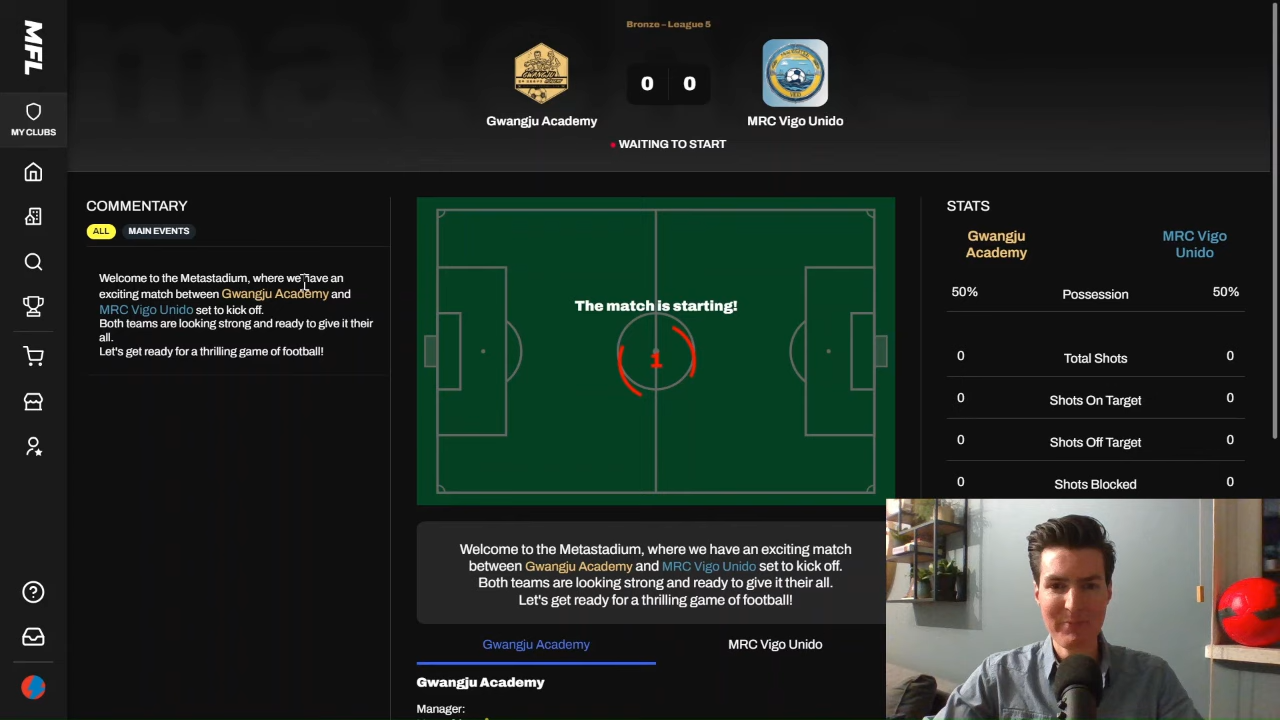 MFL
MY CLUBS
Bronze – League 5
GWANGJU
ACADEMY
0 0
Gwangju Academy
MRC Vigo Unido
WAITING TO START
COMMENTARY
ALL
MAIN EVENTS
Welcome to the Metastadium, where we have an
exciting match between Gwangju Academy and
MRC Vigo Unido set to kick off.
Both teams are looking strong and ready to give it their
all.
Let's get ready for a thrilling game of football!
The match is starting!
1
Welcome to the Metastadium, where we have an exciting match
between Gwangju Academy and MRC Vigo Unido set to kick off.
Both teams are looking strong and ready to give it their all.
Let's get ready for a thrilling game of football!
Gwangju Academy
MRC Vigo Unido
Gwangju Academy
Manager:
STATS
Gwangju
Academy
MRC Vigo
Unido
50% Possession 50%
0 Total Shots 0
0 Shots On Target 0
0 Shots Off Target 0
0 Shots Blocked 0